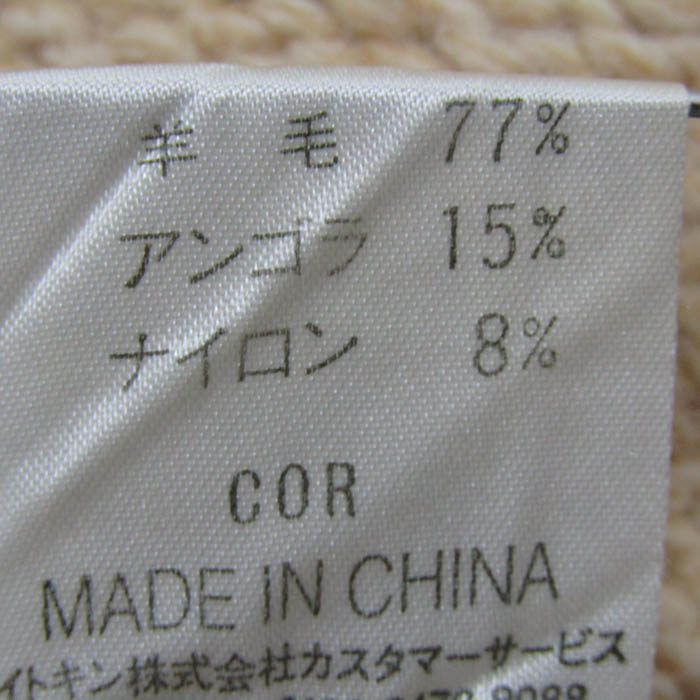 羊毛 77%
アンゴラ 15%
ナイロン 8%
COR
MADE IN CHINA
イトキン株式会社カスタマーサービス